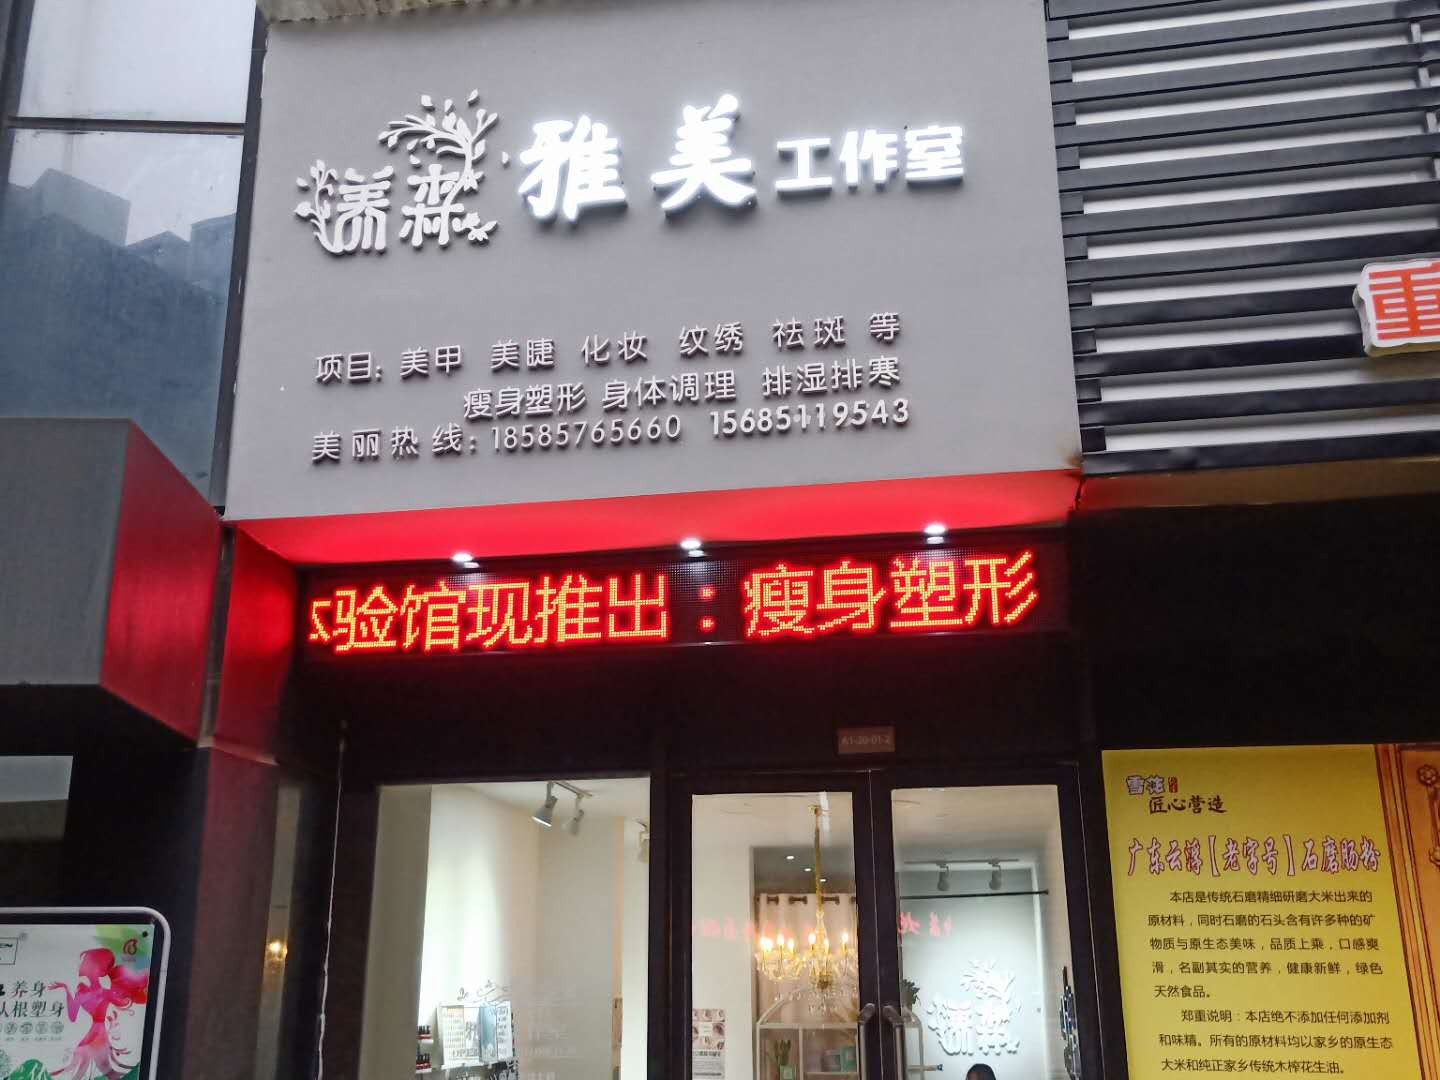 漾森
雅美工作室
项目: 美甲 美睫 化妆 纹绣 祛斑 等
瘦身塑形 身体调理 排湿排寒
美丽热线: 18585765660 15685119543
验馆现推出：瘦身塑形
A1-20-01-2
重
雪花
匠心营造
广东云浮【老字号】石磨肠粉
本店是传统石磨精细研磨大米出来的
原材料，同时石磨的石头含有许多种的矿
物质与原生态美味，品质上乘，口感爽
滑，名副其实的营养，健康新鲜，绿色
天然食品。
郑重说明：本店绝不添加任何添加剂
和味精。所有的原材料均以家乡的原生态
大米和纯正家乡传统木榨花生油。
养身
从根塑身